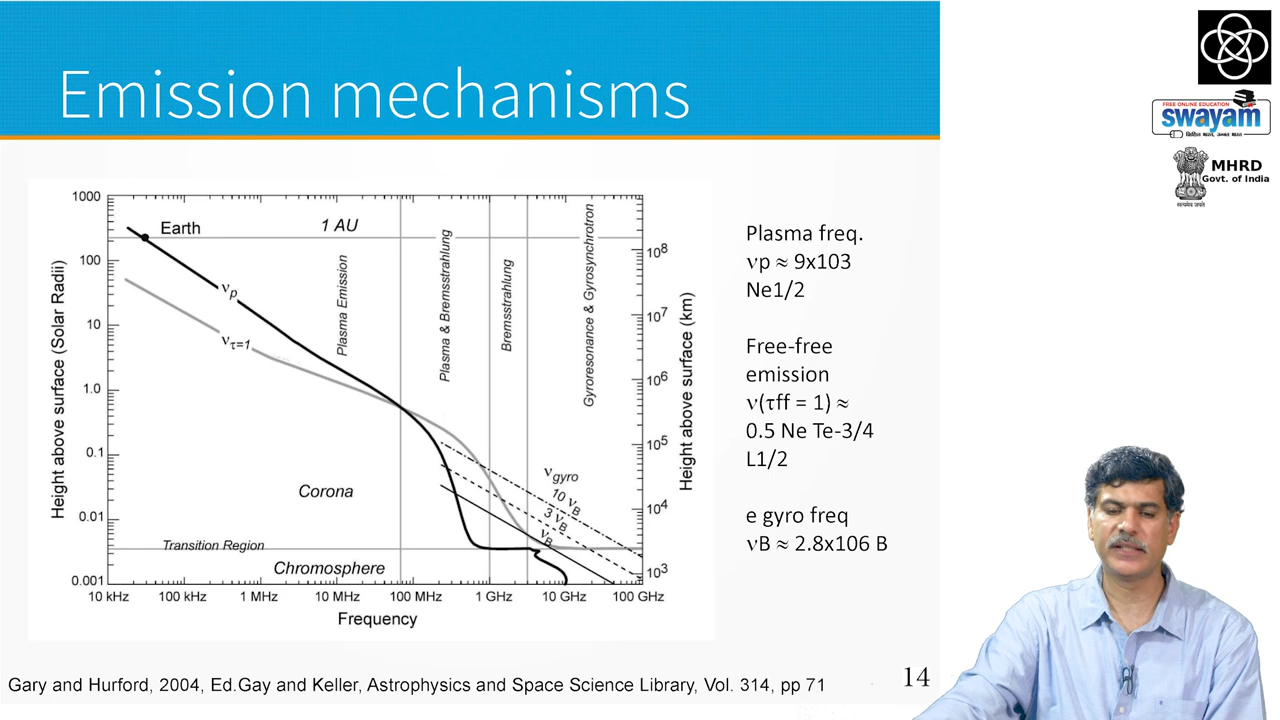 Emission mechanisms
FREE ONLINE EDUCATION
swayam
MHRD
Govt. of India
Height above surface (Solar Radii)
1000
100
10
1.0
0.1
0.01
0.001
Earth
1 AU
νp
ντ=1
Plasma Emission
Plasma & Bremsstrahlung
Bremsstrahlung
Gyroresonance & Gyrosynchrotron
Corona
νgyro
10 νB
3 νB
νB
Transition Region
Chromosphere
10⁸
10⁷
10⁶
10⁵
10⁴
10³
Height above surface (km)
10 kHz 100 kHz 1 MHz 10 MHz 100 MHz 1 GHz 10 GHz 100 GHz
Frequency
Plasma freq.
νp ≈ 9x103
Ne1/2
Free-free
emission
ν(τff = 1) ≈
0.5 Ne Te-3/4
L1/2
e gyro freq
νB ≈ 2.8x106 B
Gary and Hurford, 2004, Ed.Gay and Keller, Astrophysics and Space Science Library, Vol. 314, pp 71
14